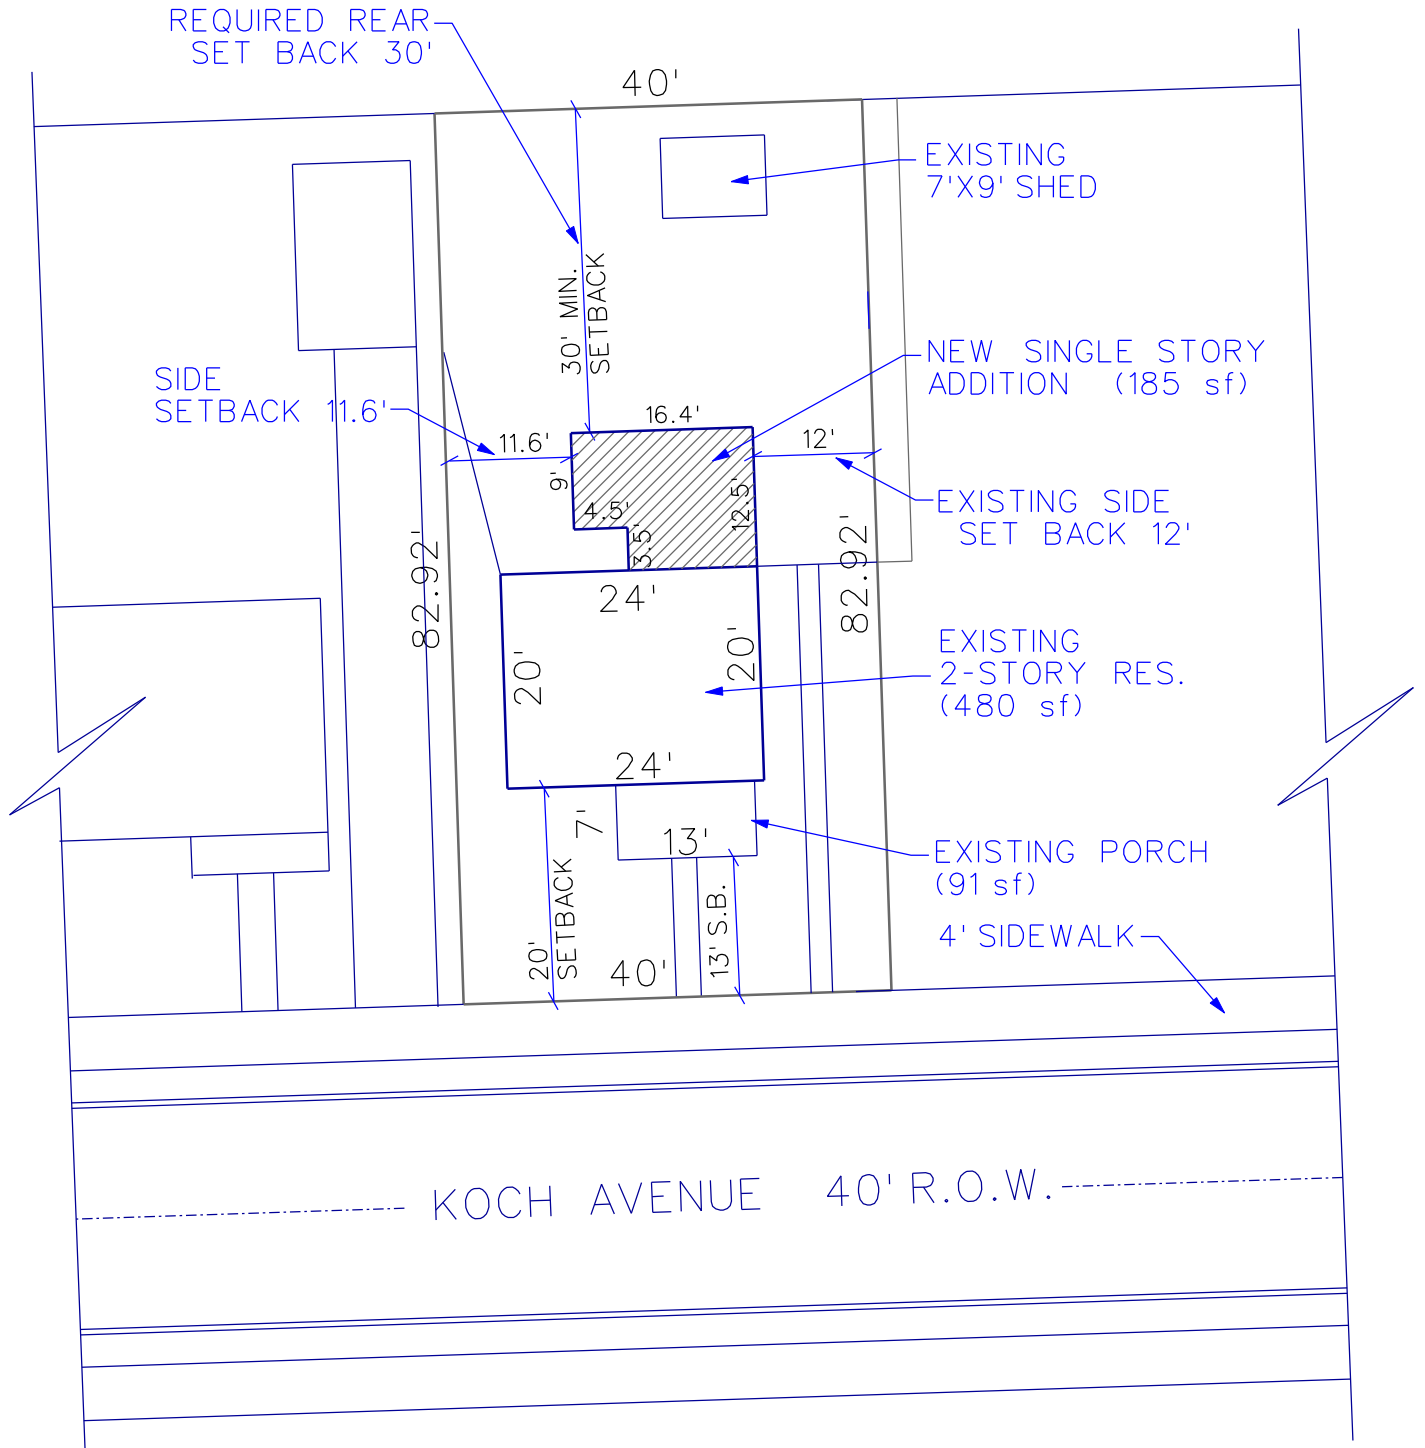 REQUIRED REAR
SET BACK 30'
40'
EXISTING
7'X9' SHED
30' MIN.
SETBACK
NEW SINGLE STORY
ADDITION (185 sf)
SIDE
SETBACK 11.6'
16.4'
11.6'
12'
9'
4.5'
12.5'
3.5'
EXISTING SIDE
SET BACK 12'
82.92'
82.92'
24'
20'
20'
EXISTING
2-STORY RES.
(480 sf)
24'
7'
13'
EXISTING PORCH
(91 sf)
20'
SETBACK
13' S.B.
4' SIDEWALK
40'
KOCH AVENUE 40' R.O.W.